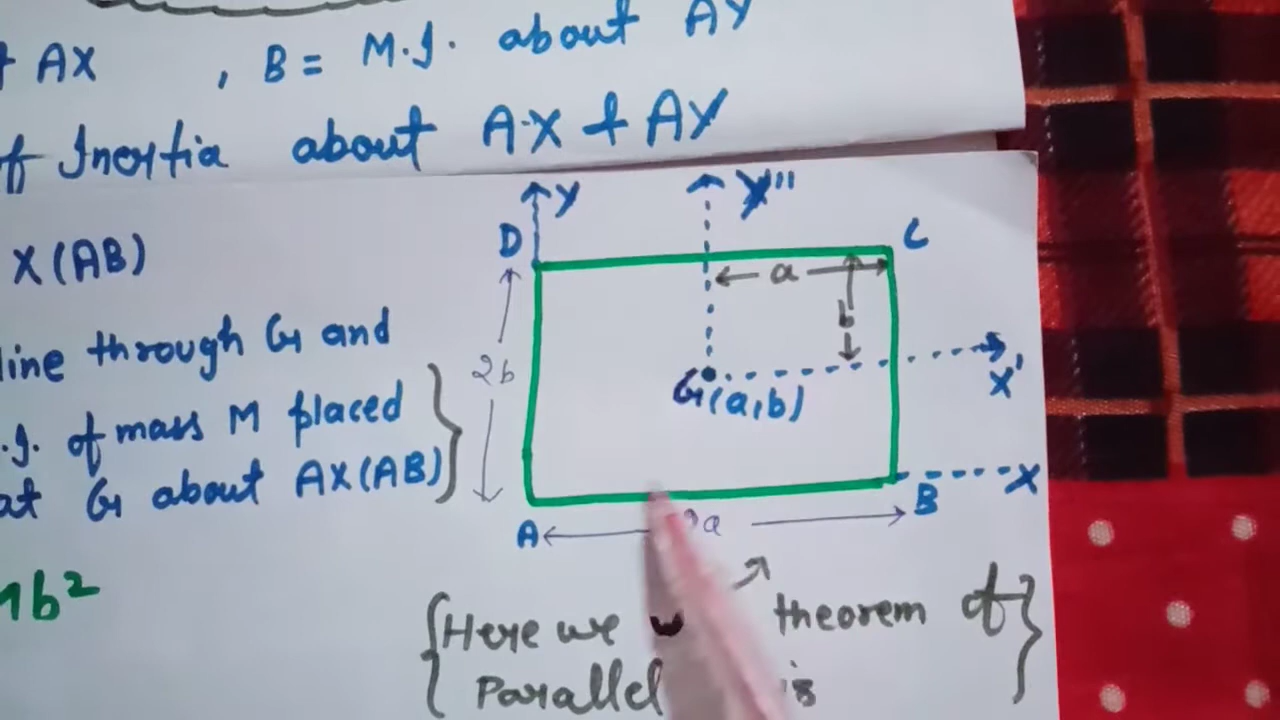 AX , B = M.I. about AY
of Inertia about AX & AY
X (AB)
line through G and
.I. of mass M placed
at G about AX (AB)
b²
Y
Y''
D
C
a
b
2b
G(a,b)
X'
X
A
B
2a
{Here we theorem of}
Parallel